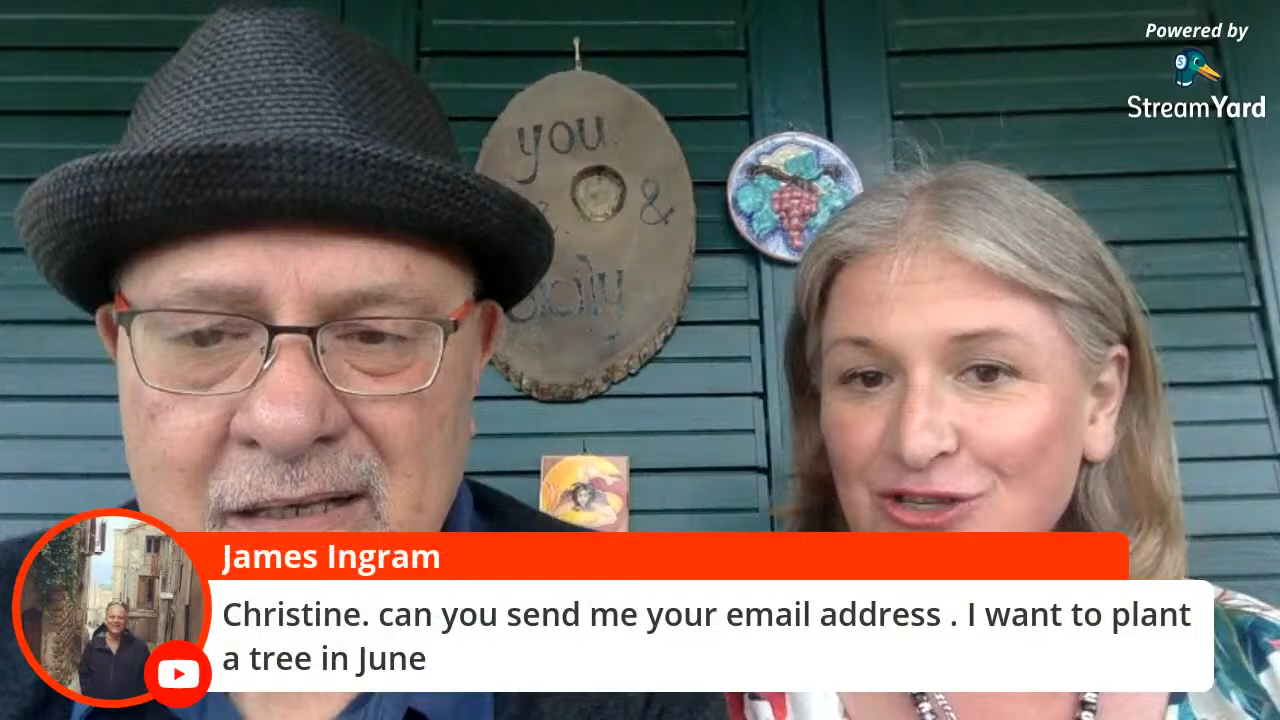 Powered by
StreamYard
you
&
Sicily
James Ingram
Christine. can you send me your email address . I want to plant
a tree in June